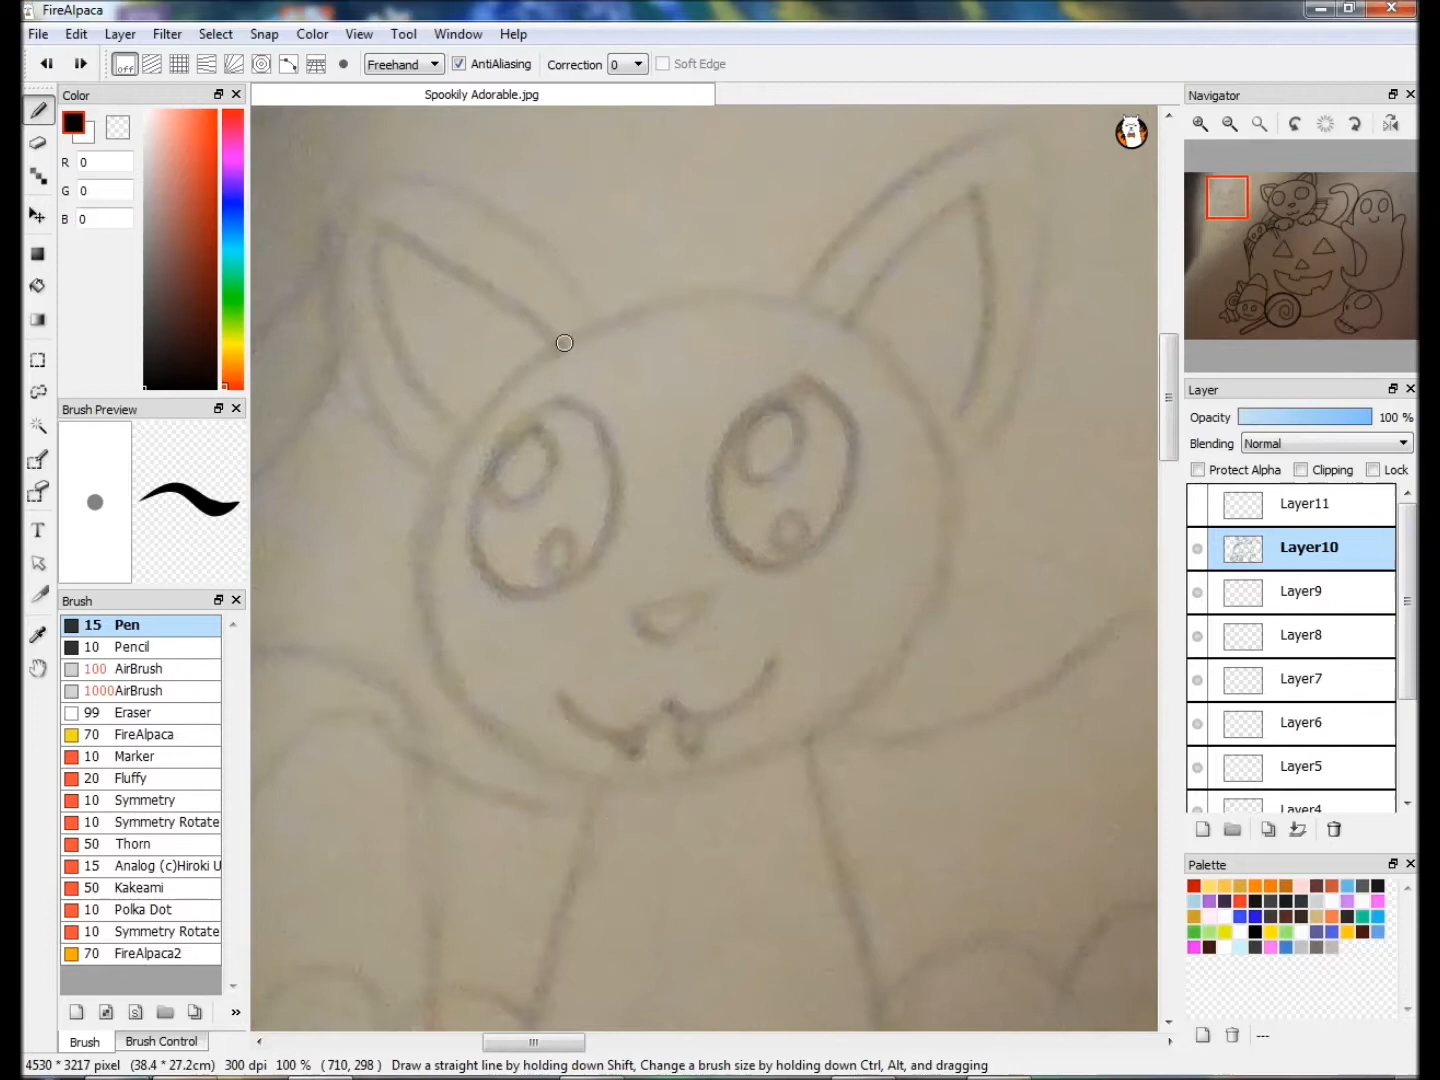 FireAlpaca
File Edit Layer Filter Select Snap Color View Tool Window Help
off Freehand AntiAliasing Correction 0 Soft Edge
Color
R 0
G 0
B 0
Brush Preview
Brush
15 Pen
10 Pencil
100 AirBrush
1000 AirBrush
99 Eraser
70 FireAlpaca
10 Marker
20 Fluffy
10 Symmetry
10 Symmetry Rotate
50 Thorn
15 Analog (c)Hiroki U
50 Kakeami
10 Polka Dot
10 Symmetry Rotate
70 FireAlpaca2
Brush Brush Control
Spookily Adorable.jpg
Navigator
Layer
Opacity 100 %
Blending Normal
Protect Alpha Clipping Lock
Layer11
Layer10
Layer9
Layer8
Layer7
Layer6
Layer5
Layer4
Palette
---
4530 * 3217 pixel (38.4 * 27.2cm) 300 dpi 100 % ( 710, 298 ) Draw a straight line by holding down Shift, Change a brush size by holding down Ctrl, Alt, and dragging